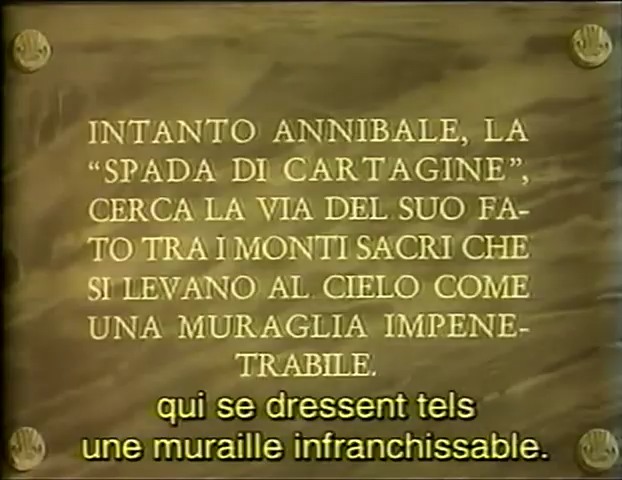 INTANTO ANNIBALE, LA
“SPADA DI CARTAGINE”,
CERCA LA VIA DEL SUO FA-
TO TRA I MONTI SACRI CHE
SI LEVANO AL CIELO COME
UNA MURAGLIA IMPENE-
TRABILE.
qui se dressent tels
une muraille infranchissable.